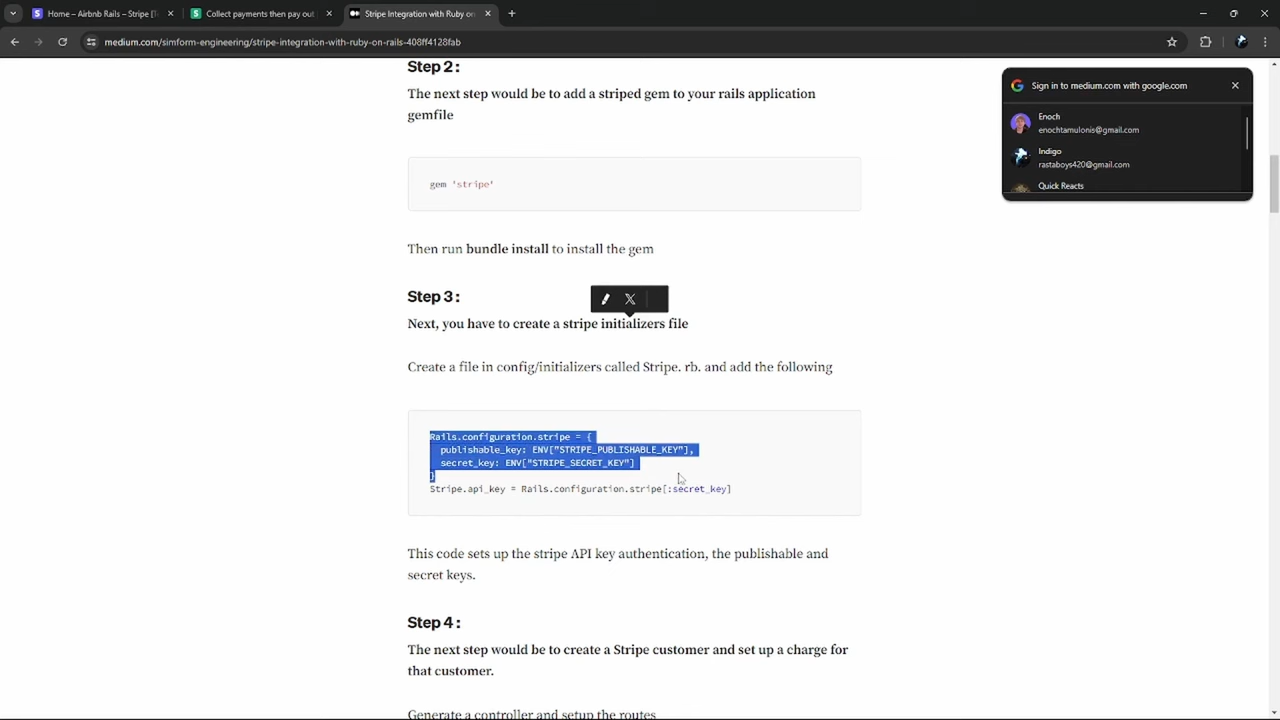 Home – Airbnb Rails – Stripe [T
Collect payments then pay out
Stripe Integration with Ruby on
medium.com/simform-engineering/stripe-integration-with-ruby-on-rails-408ff4128fab
Step 2 :
The next step would be to add a striped gem to your rails application
gemfile
gem 'stripe'
Then run bundle install to install the gem
Step 3 :
Next, you have to create a stripe initializers file
Create a file in config/initializers called Stripe. rb. and add the following
Rails.configuration.stripe = {
publishable_key: ENV["STRIPE_PUBLISHABLE_KEY"],
secret_key: ENV["STRIPE_SECRET_KEY"]
}
Stripe.api_key = Rails.configuration.stripe[:secret_key]
This code sets up the stripe API key authentication, the publishable and
secret keys.
Step 4 :
The next step would be to create a Stripe customer and set up a charge for
that customer.
Generate a controller and setup the routes
Sign in to medium.com with google.com
Enoch
enochtamulonis@gmail.com
Indigo
rastaboys420@gmail.com
Quick Reacts